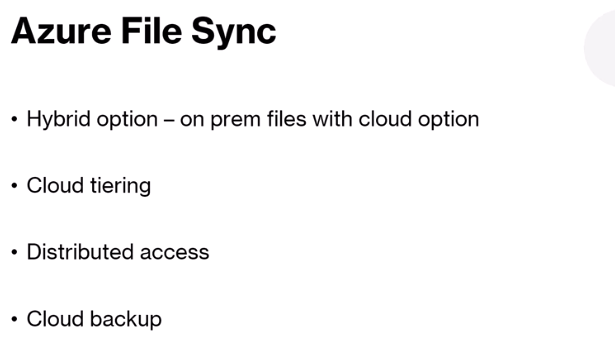 Azure File Sync
• Hybrid option – on prem files with cloud option
• Cloud tiering
• Distributed access
• Cloud backup